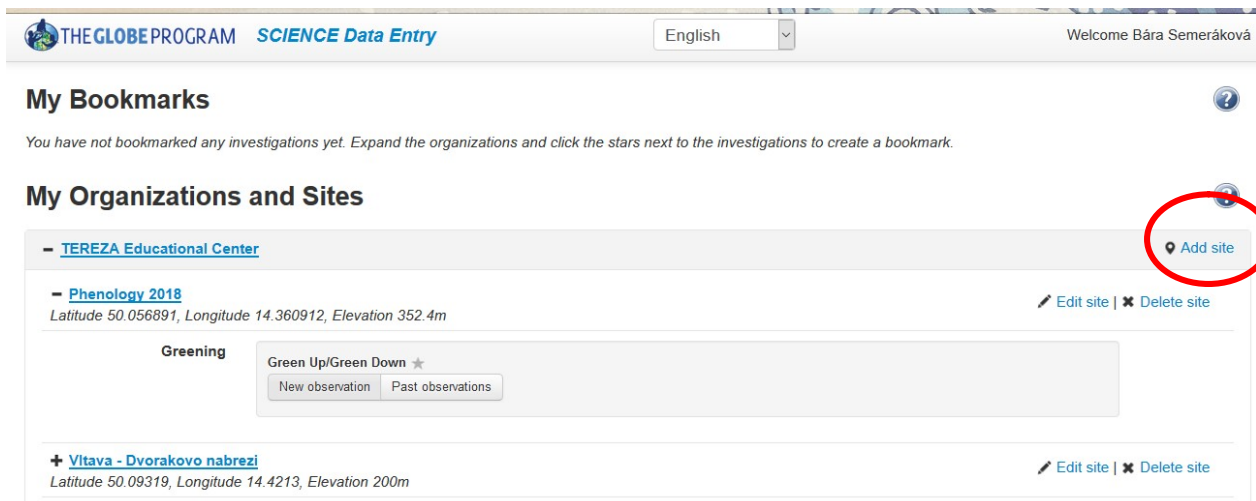 THE GLOBE PROGRAM SCIENCE Data Entry English Welcome Bára Semeráková
My Bookmarks
You have not bookmarked any investigations yet. Expand the organizations and click the stars next to the investigations to create a bookmark.
My Organizations and Sites
TEREZA Educational Center Add site
Phenology 2018 Edit site | Delete site
Latitude 50.056891, Longitude 14.360912, Elevation 352.4m
Greening
Green Up/Green Down
New observation Past observations
Vltava - Dvorakovo nabrezi Edit site | Delete site
Latitude 50.09319, Longitude 14.4213, Elevation 200m